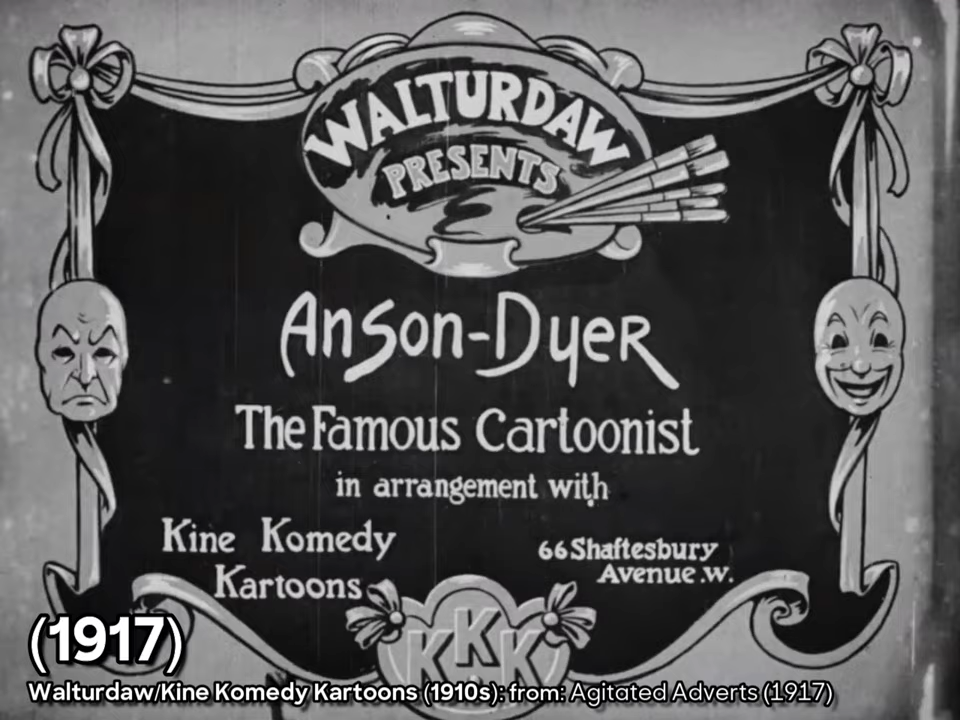 WALTURDAW
PRESENTS
Anson-Dyer
The Famous Cartoonist
in arrangement with
Kine Komedy
Kartoons
66 Shaftesbury
Avenue.W.
KKK
(1917)
Walturdaw/Kine Komedy Kartoons (1910s): from: Agitated Adverts (1917)